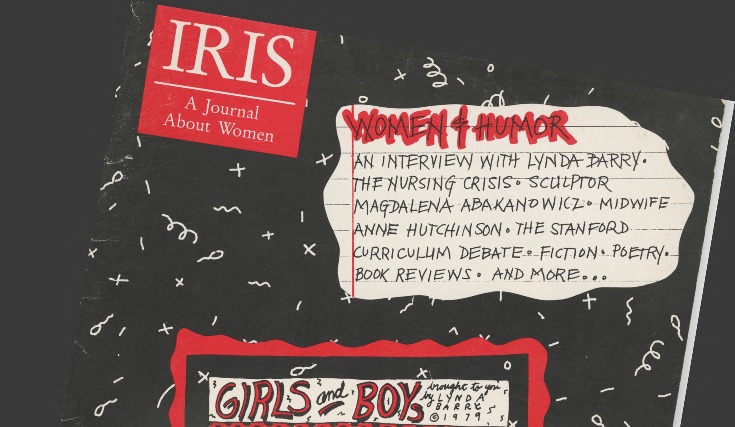 IRIS
A Journal
About Women
WOMEN & HUMOR
AN INTERVIEW WITH LYNDA BARRY•
THE NURSING CRISIS• SCULPTOR
MAGDALENA ABAKANOWICZ• MIDWIFE
ANNE HUTCHINSON• THE STANFORD
CURRICULUM DEBATE• FICTION• POETRY•
BOOK REVIEWS• AND MORE...
GIRLS and BOYS
brought to you
by LYNDA
BARRY
© 1979